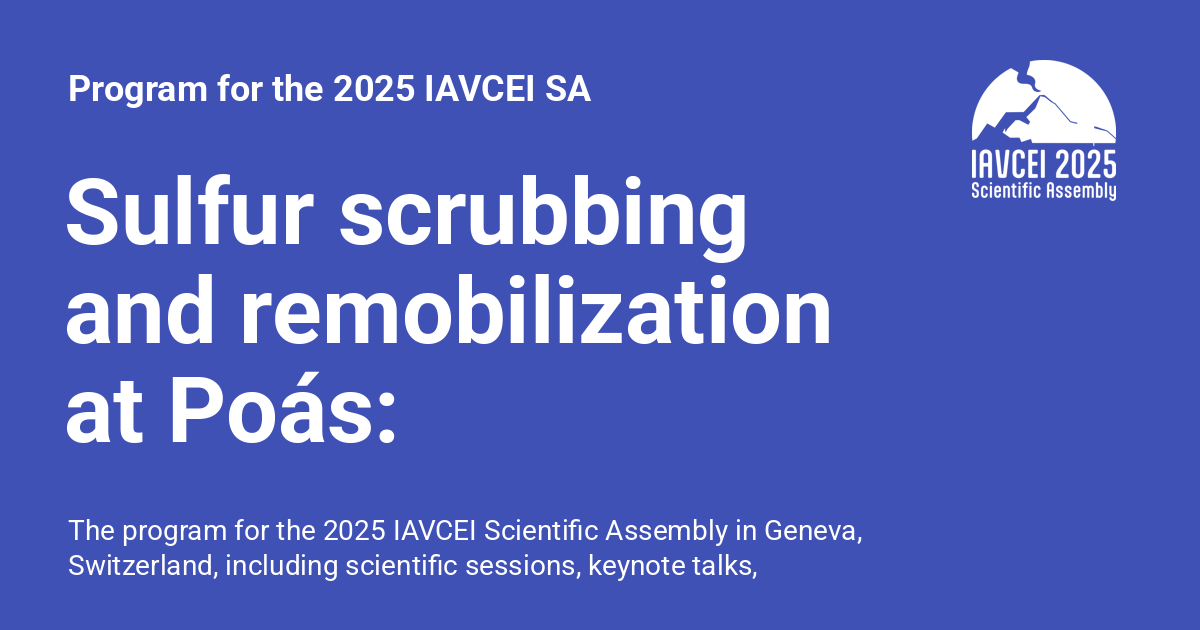 Program for the 2025 IAVCEI SA
IAVCEI 2025
Scientific Assembly
Sulfur scrubbing
and remobilization
at Poás:
The program for the 2025 IAVCEI Scientific Assembly in Geneva,
Switzerland, including scientific sessions, keynote talks,